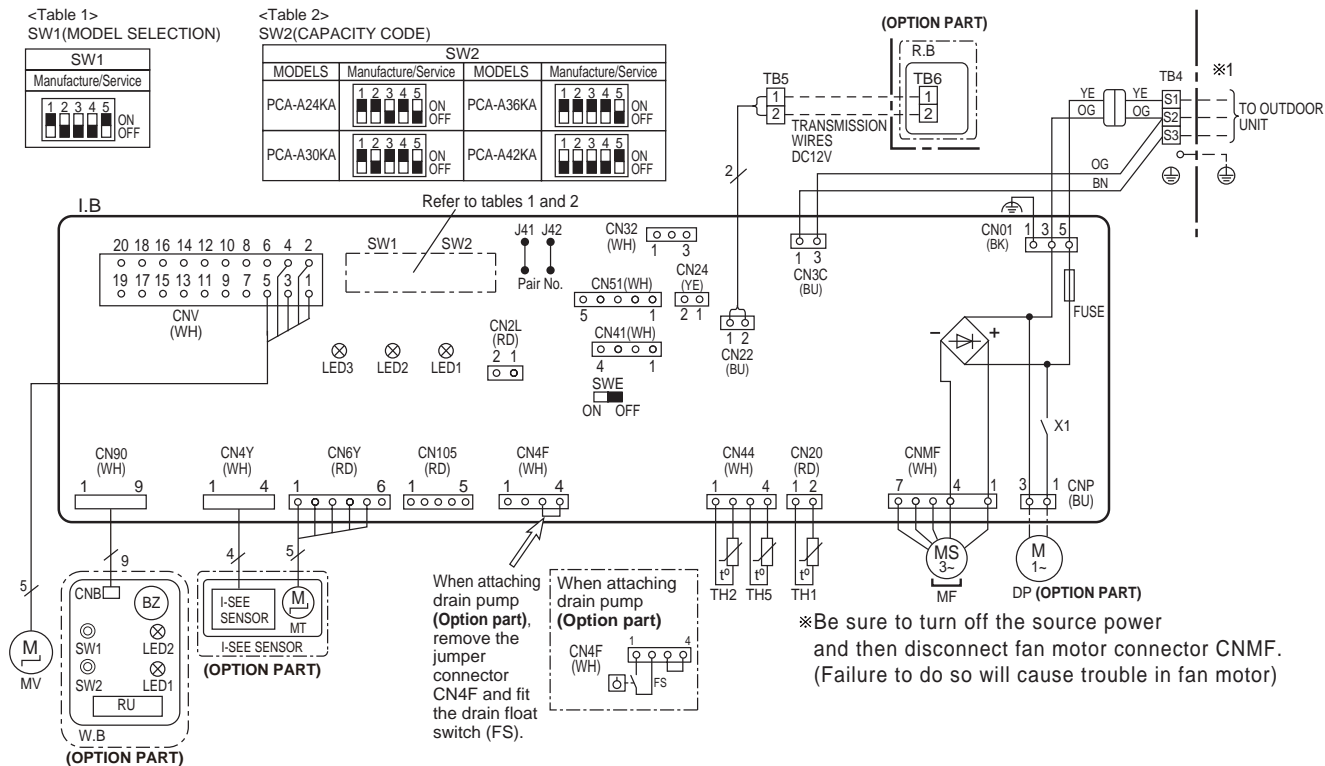 <Table 1>
SW1(MODEL SELECTION)
SW1
Manufacture/Service
1 2 3 4 5
ON
OFF
<Table 2>
SW2(CAPACITY CODE)
SW2
MODELS Manufacture/Service MODELS Manufacture/Service
PCA-A24KA 1 2 3 4 5 ON OFF PCA-A36KA 1 2 3 4 5 ON OFF
PCA-A30KA 1 2 3 4 5 ON OFF PCA-A42KA 1 2 3 4 5 ON OFF
Refer to tables 1 and 2
(OPTION PART)
R.B
TB6
1
2
TB5
1
2
TRANSMISSION
WIRES
DC12V
2
TB4 ※1
YE YE S1
OG OG S2
S3
TO OUTDOOR
UNIT
OG
BN
I.B
20 18 16 14 12 10 8 6 4 2
19 17 15 13 11 9 7 5 3 1
CNV
(WH)
SW1 SW2
J41 J42
Pair No.
CN32
(WH)
1 3
CN24
(YE)
2 1
CN51(WH)
5 1
CN41(WH)
4 1
SWE
ON OFF
CN2L
(RD)
2 1
LED3 LED2 LED1
1 2
CN22
(BU)
1 3
CN3C
(BU)
CN01
(BK)
1 3 5
FUSE
− +
X1
CN90
(WH)
1 9
CN4Y
(WH)
1 4
CN6Y
(RD)
1 6
CN105
(RD)
1 5
CN4F
(WH)
1 4
CN44
(WH)
1 4
CN20
(RD)
1 2
CNMF
(WH)
7 4 1
3 1 CNP
(BU)
5
M
MV
9
CNB
BZ
SW1
LED2
SW2
LED1
RU
W.B
(OPTION PART)
4
5
I-SEE
SENSOR
M
MT
I-SEE SENSOR
(OPTION PART)
When attaching
drain pump
(Option part),
remove the
jumper
connector
CN4F and fit
the drain float
switch (FS).
When attaching
drain pump
(Option part)
CN4F
(WH)
1 4
FS
t° t° t°
TH2 TH5 TH1
MS
3~
MF
M
1~
DP (OPTION PART)
※Be sure to turn off the source power
and then disconnect fan motor connector CNMF.
(Failure to do so will cause trouble in fan motor)